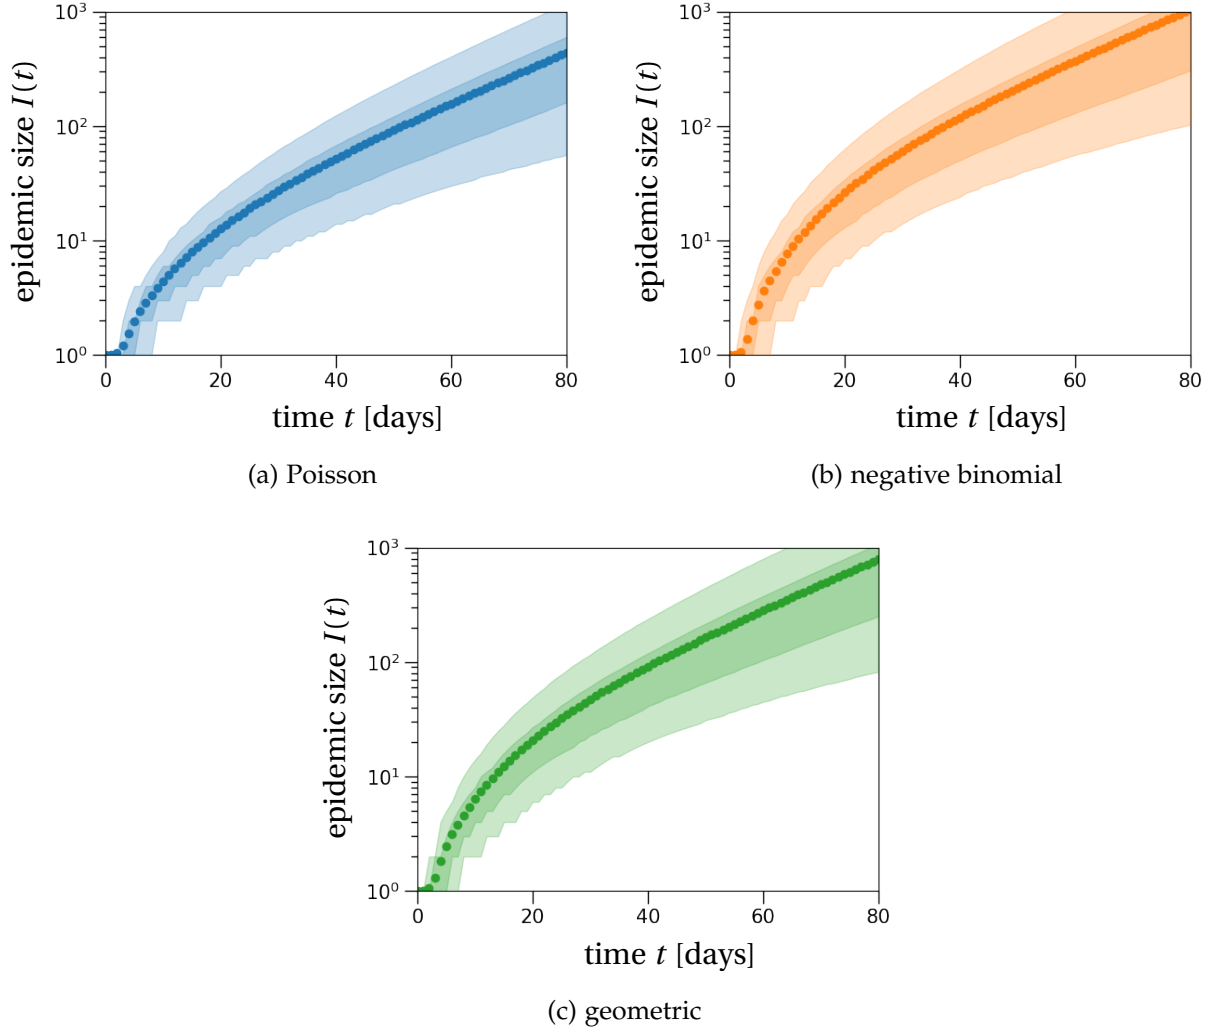 10³
10²
10¹
10⁰
epidemic size I(t)
0 20 40 60 80
time t [days]
(a) Poisson
10³
10²
10¹
10⁰
epidemic size I(t)
0 20 40 60 80
time t [days]
(b) negative binomial
10³
10²
10¹
10⁰
epidemic size I(t)
0 20 40 60 80
time t [days]
(c) geometric